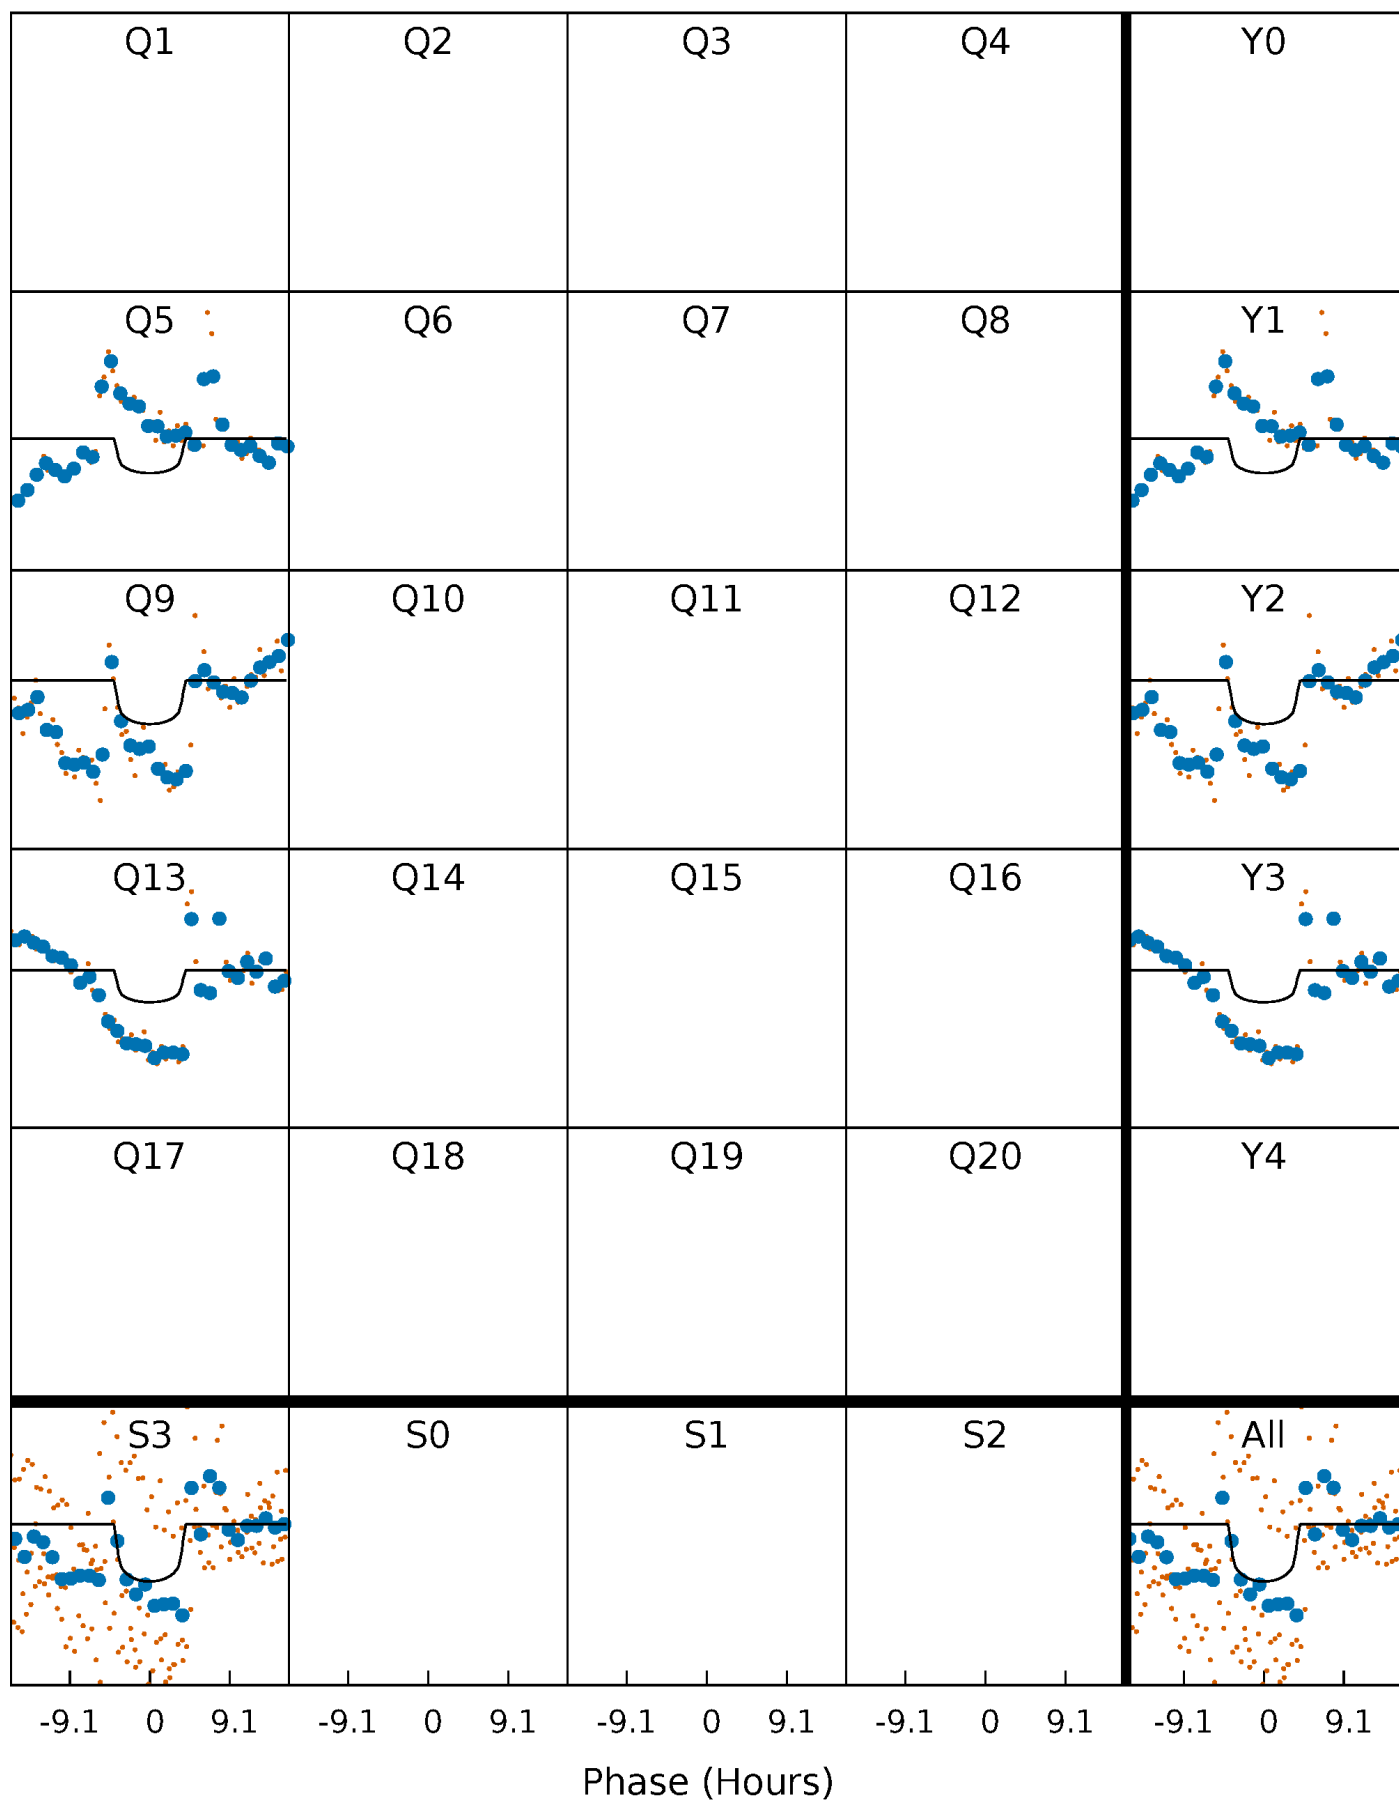 Q1 Q2 Q3 Q4 Y0
Q5 Q6 Q7 Q8 Y1
Q9 Q10 Q11 Q12 Y2
Q13 Q14 Q15 Q16 Y3
Q17 Q18 Q19 Q20 Y4
S3 S0 S1 S2 All
-9.1 0 9.1 -9.1 0 9.1 -9.1 0 9.1 -9.1 0 9.1 -9.1 0 9.1
Phase (Hours)